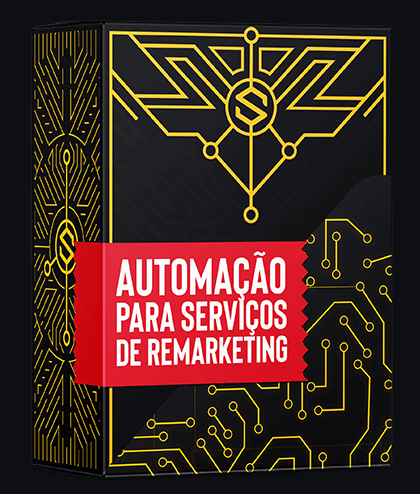 S
S
AUTOMAÇÃO
PARA SERVIÇOS
DE REMARKETING